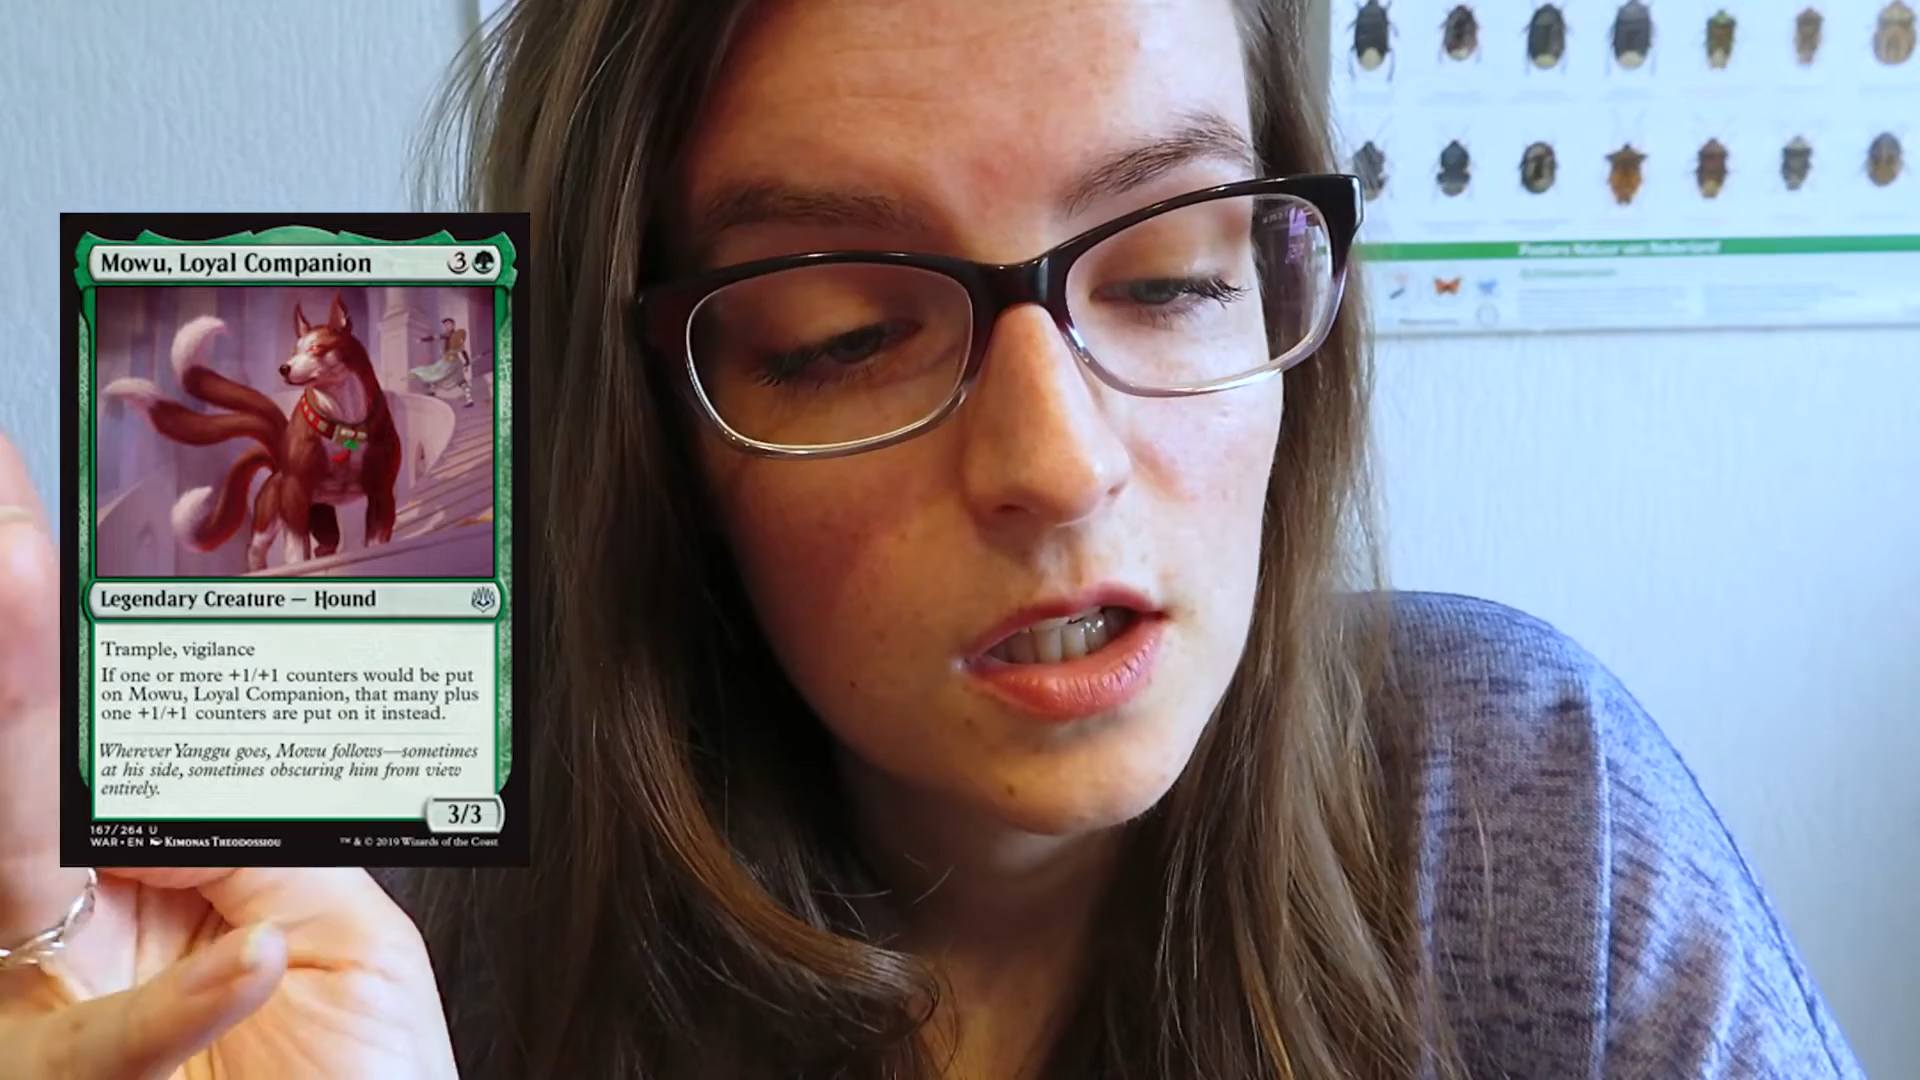 Mowu, Loyal Companion 3
Legendary Creature — Hound
Trample, vigilance
If one or more +1/+1 counters would be put
on Mowu, Loyal Companion, that many plus
one +1/+1 counters are put on it instead.
Wherever Yanggu goes, Mowu follows—sometimes
at his side, sometimes obscuring him from view
entirely.
3/3
167/264 U
WAR • EN Kimonas Theodossiou
™ & © 2019 Wizards of the Coast